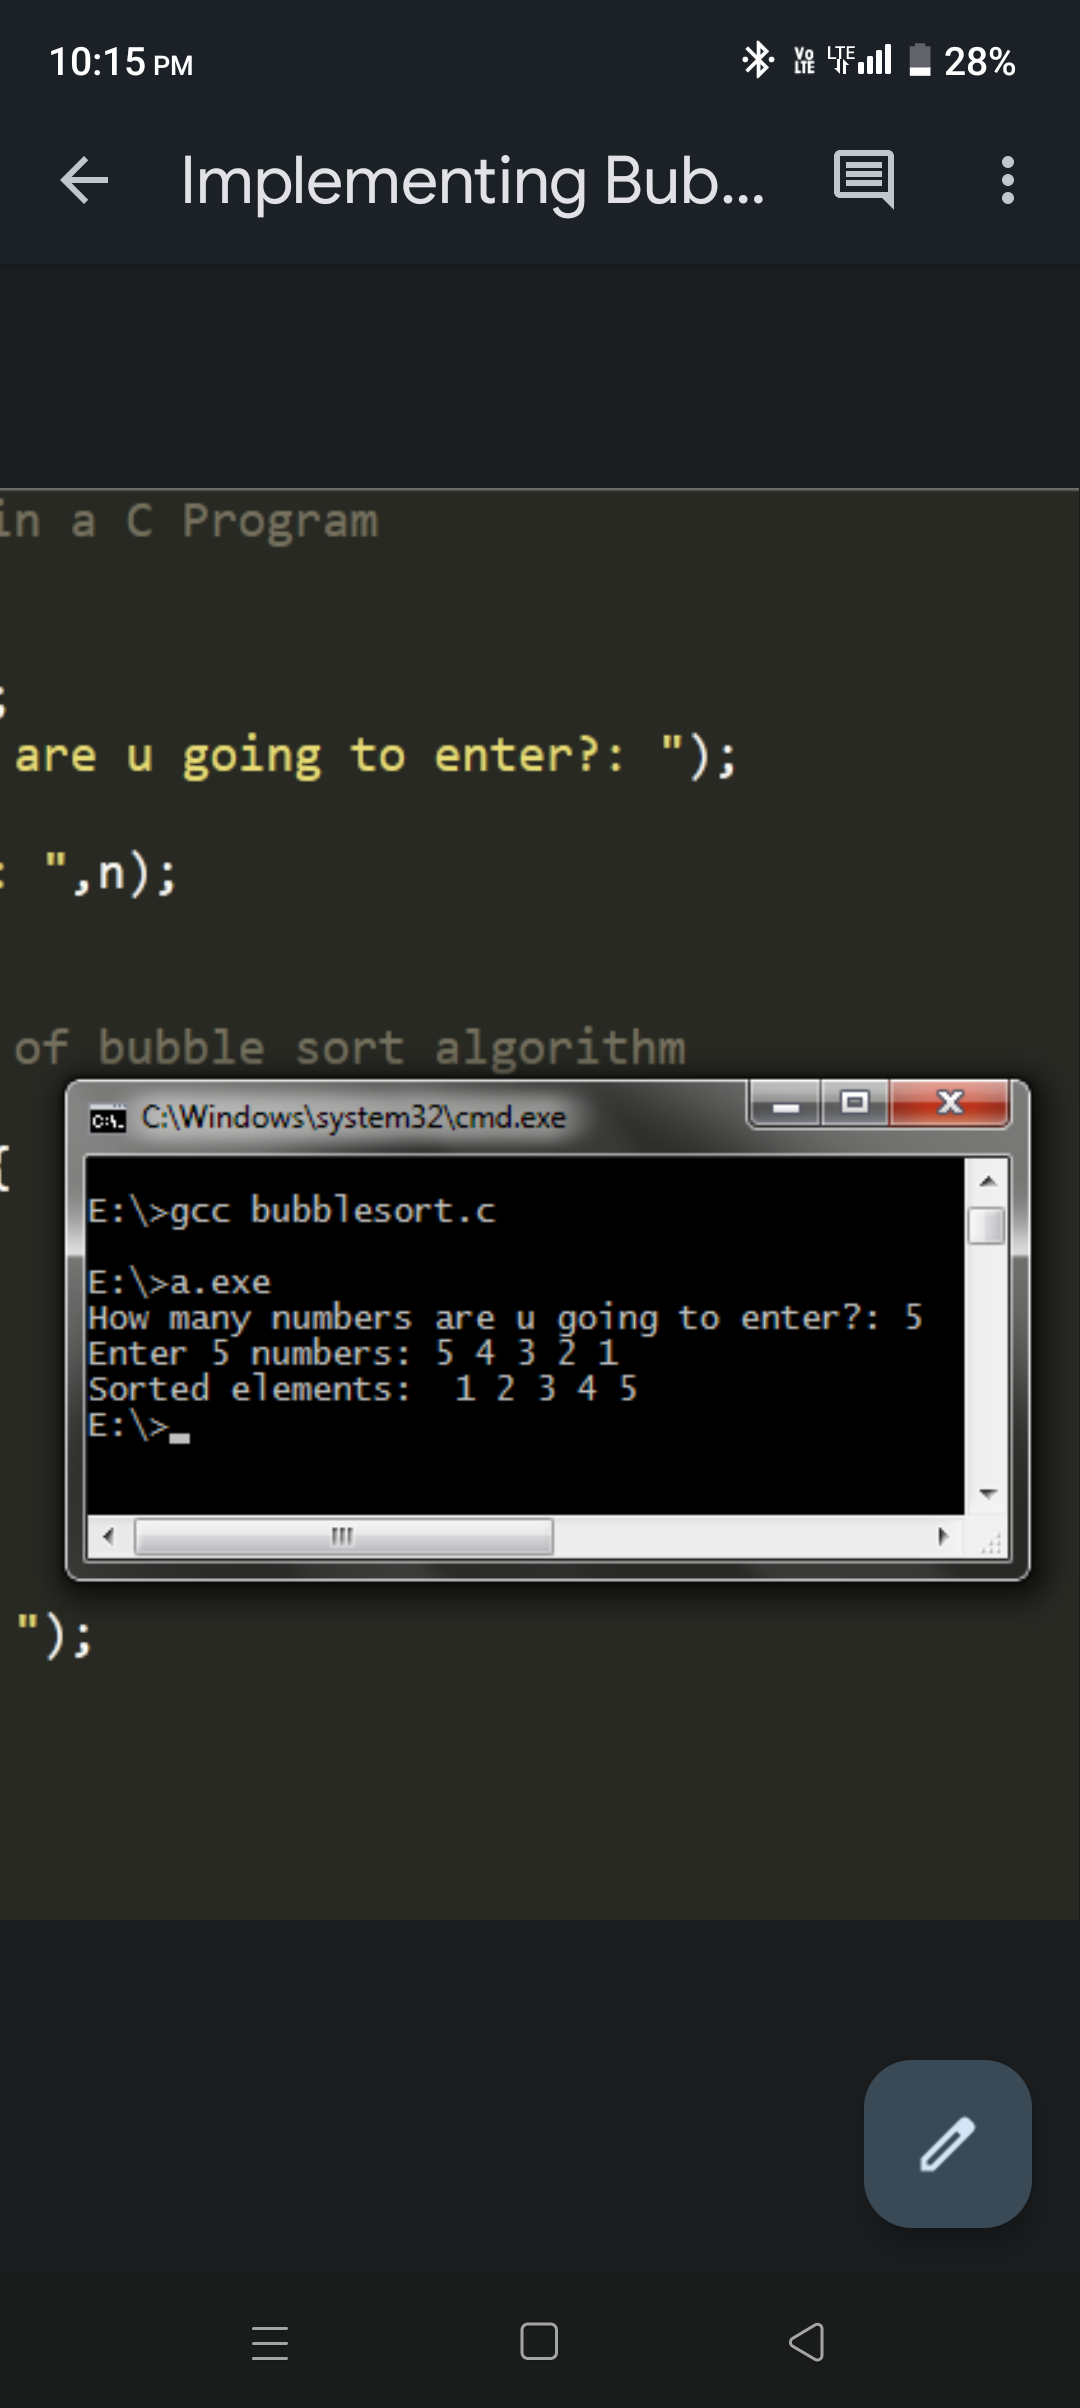 10:15 PM
Vo
LTE
LTE
28%
Implementing Bub...
in a C Program
;
are u going to enter?: ");
: ",n);
of bubble sort algorithm
C:\Windows\system32\cmd.exe
{
E:\>gcc bubblesort.c
E:\>a.exe
How many numbers are u going to enter?: 5
Enter 5 numbers: 5 4 3 2 1
Sorted elements:  1 2 3 4 5
E:\>
");